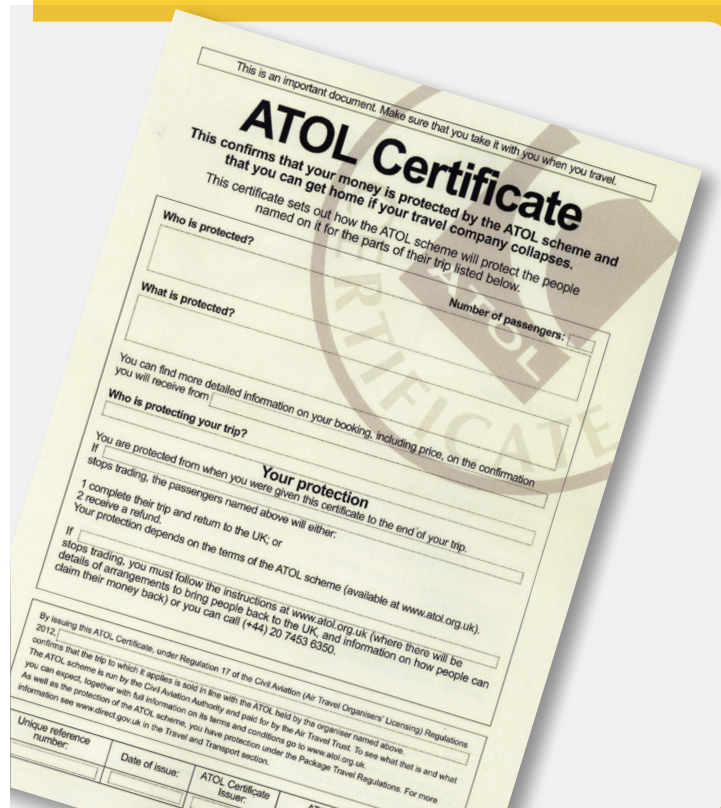 This is an important document. Make sure that you take it with you when you travel.
ATOL Certificate
This confirms that your money is protected by the ATOL scheme and
that you can get home if your travel company collapses.
This certificate sets out how the ATOL scheme will protect the people
named on it for the parts of their trip listed below.
Who is protected?
Number of passengers:
What is protected?
You can find more detailed information on your booking, including price, on the confirmation
you will receive from
Who is protecting your trip?
Your protection
You are protected from when you were given this certificate to the end of your trip.
If
stops trading, the passengers named above will either:
1 complete their trip and return to the UK; or
2 receive a refund.
Your protection depends on the terms of the ATOL scheme (available at www.atol.org.uk).
If
stops trading, you must follow the instructions at www.atol.org.uk (where there will be
details of arrangements to bring people back to the UK, and information on how people can
claim their money back) or you can call (+44) 20 7453 6350.
By issuing this ATOL Certificate, under Regulation 17 of the Civil Aviation (Air Travel Organisers' Licensing) Regulations
2012,
confirms that the trip to which it applies is sold in line with the ATOL held by the organiser named above.
The ATOL scheme is run by the Civil Aviation Authority and paid for by the Air Travel Trust. To see what that is and what
you can expect, together with full information on its terms and conditions go to www.atol.org.uk.
As well as the protection of the ATOL scheme, you have protection under the Package Travel Regulations. For more
information see www.direct.gov.uk in the Travel and Transport section.
Unique reference
number:
Date of issue:
ATOL Certificate
Issuer:
ATOL